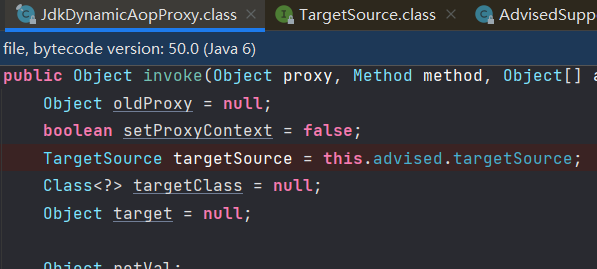 JdkDynamicAopProxy.class × TargetSource.class × AdvisedSupp
file, bytecode version: 50.0 (Java 6)
public Object invoke(Object proxy, Method method, Object[] a
Object oldProxy = null;
boolean setProxyContext = false;
TargetSource targetSource = this.advised.targetSource;
Class<?> targetClass = null;
Object target = null;
Object retVal;